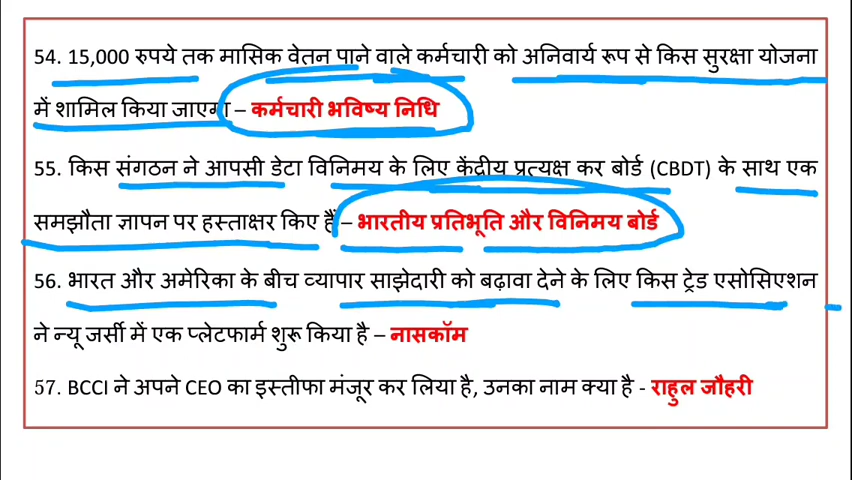 54. 15,000 रुपये तक मासिक वेतन पाने वाले कर्मचारी को अनिवार्य रूप से किस सुरक्षा योजना
में शामिल किया जाएगा – कर्मचारी भविष्य निधि
55. किस संगठन ने आपसी डेटा विनिमय के लिए केंद्रीय प्रत्यक्ष कर बोर्ड (CBDT) के साथ एक
समझौता ज्ञापन पर हस्ताक्षर किए हैं – भारतीय प्रतिभूति और विनिमय बोर्ड
56. भारत और अमेरिका के बीच व्यापार साझेदारी को बढ़ावा देने के लिए किस ट्रेड एसोसिएशन
ने न्यू जर्सी में एक प्लेटफार्म शुरू किया है – नासकॉम
57. BCCI ने अपने CEO का इस्तीफा मंजूर कर लिया है, उनका नाम क्या है - राहुल जौहरी